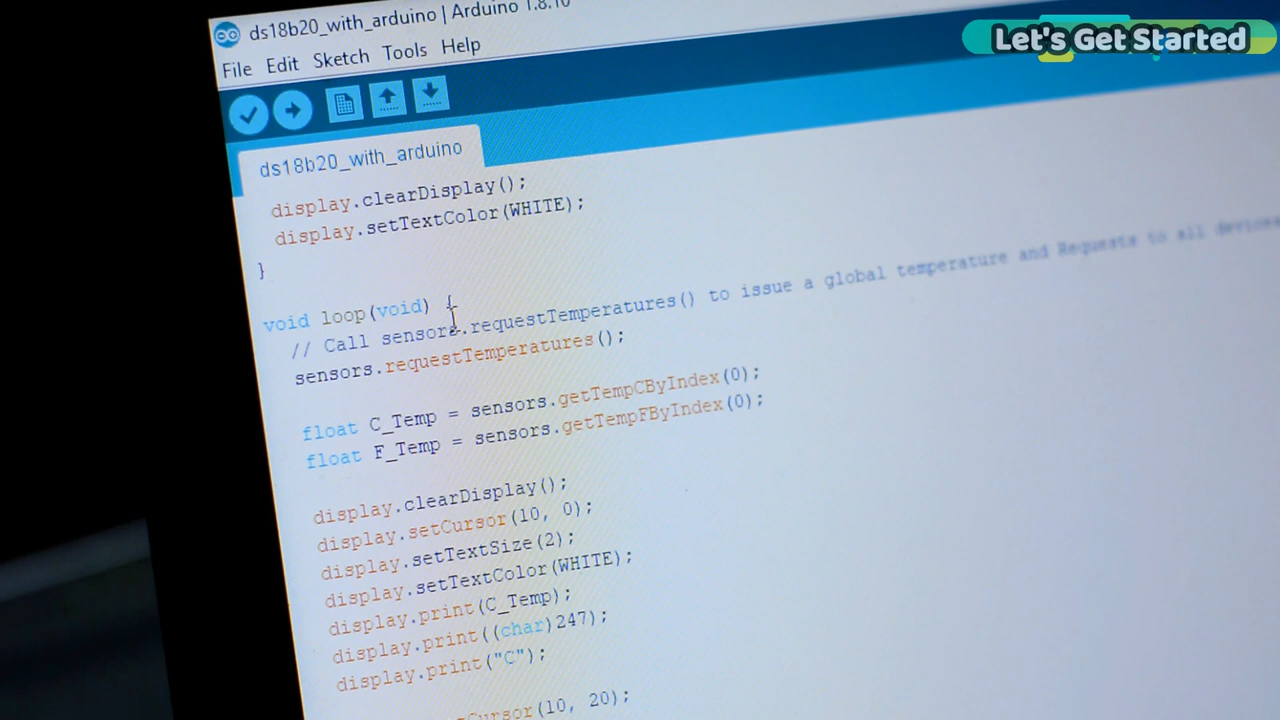 ds18b20_with_arduino | Arduino 1.8.10
Let's Get Started
File Edit Sketch Tools Help
ds18b20_with_arduino
display.clearDisplay();
display.setTextColor(WHITE);
}
void loop(void) {
// Call sensors.requestTemperatures() to issue a global temperature and Requests to all devices
sensors.requestTemperatures();
float C_Temp = sensors.getTempCByIndex(0);
float F_Temp = sensors.getTempFByIndex(0);
display.clearDisplay();
display.setCursor(10, 0);
display.setTextSize(2);
display.setTextColor(WHITE);
display.print(C_Temp);
display.print((char)247);
display.print("C");
Cursor(10, 20);